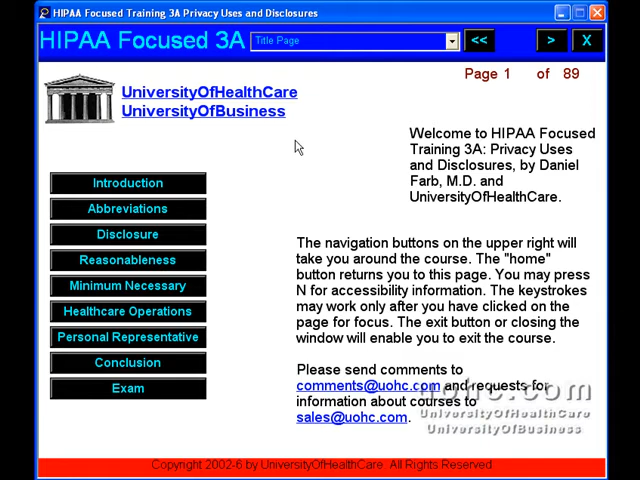 HIPAA Focused Training 3A Privacy Uses and Disclosures
HIPAA Focused 3A
Title Page
<<
>
X
Page 1 of 89
UniversityOfHealthCare
UniversityOfBusiness
Welcome to HIPAA Focused
Training 3A: Privacy Uses
and Disclosures, by Daniel
Farb, M.D. and
UniversityOfHealthCare.
Introduction
Abbreviations
Disclosure
Reasonableness
Minimum Necessary
Healthcare Operations
Personal Representative
Conclusion
Exam
The navigation buttons on the upper right will
take you around the course. The "home"
button returns you to this page. You may press
N for accessibility information. The keystrokes
may work only after you have clicked on the
page for focus. The exit button or closing the
window will enable you to exit the course.
Please send comments to
comments@uohc.com and requests for
information about courses to
sales@uohc.com.
uohc.com
UniversityOfHealthCare
UniversityOfBusiness
Copyright 2002-6 by UniversityOfHealthCare. All Rights Reserved